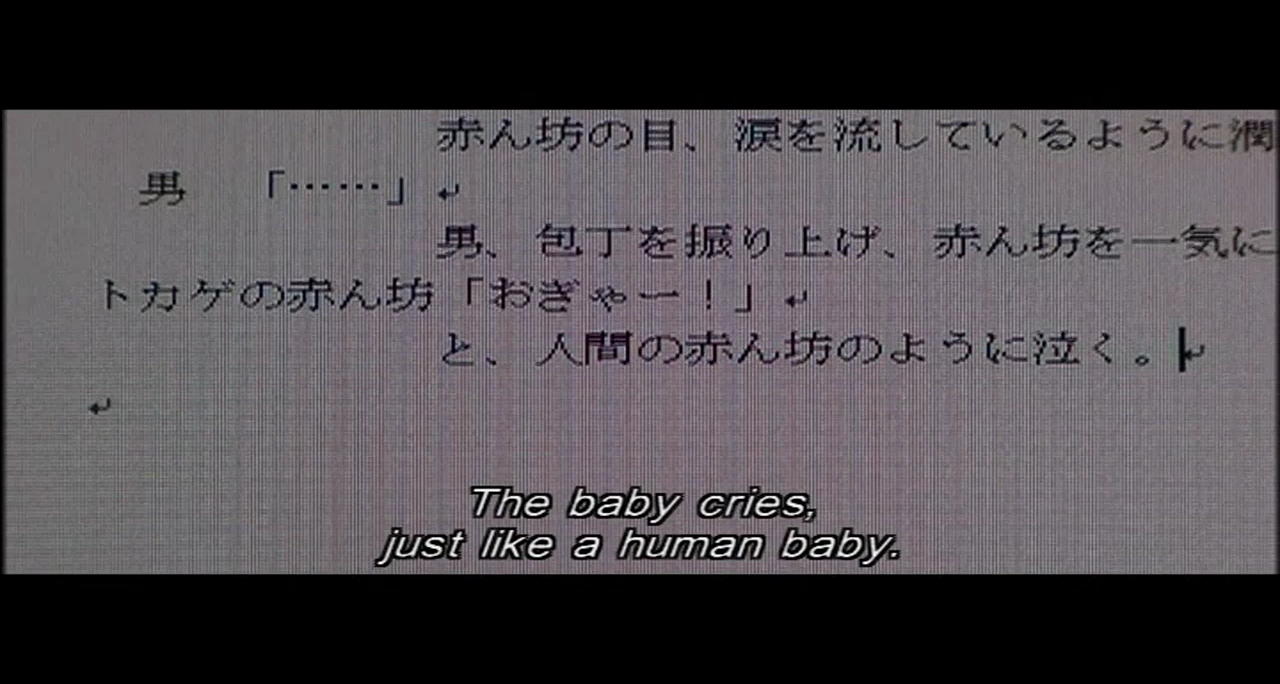 赤ん坊の目、涙を流しているように潤
男　「……」↵
男、包丁を振り上げ、赤ん坊を一気に
トカゲの赤ん坊「おぎゃー！」↵
と、人間の赤ん坊のように泣く。↵
↵
The baby cries,
just like a human baby.